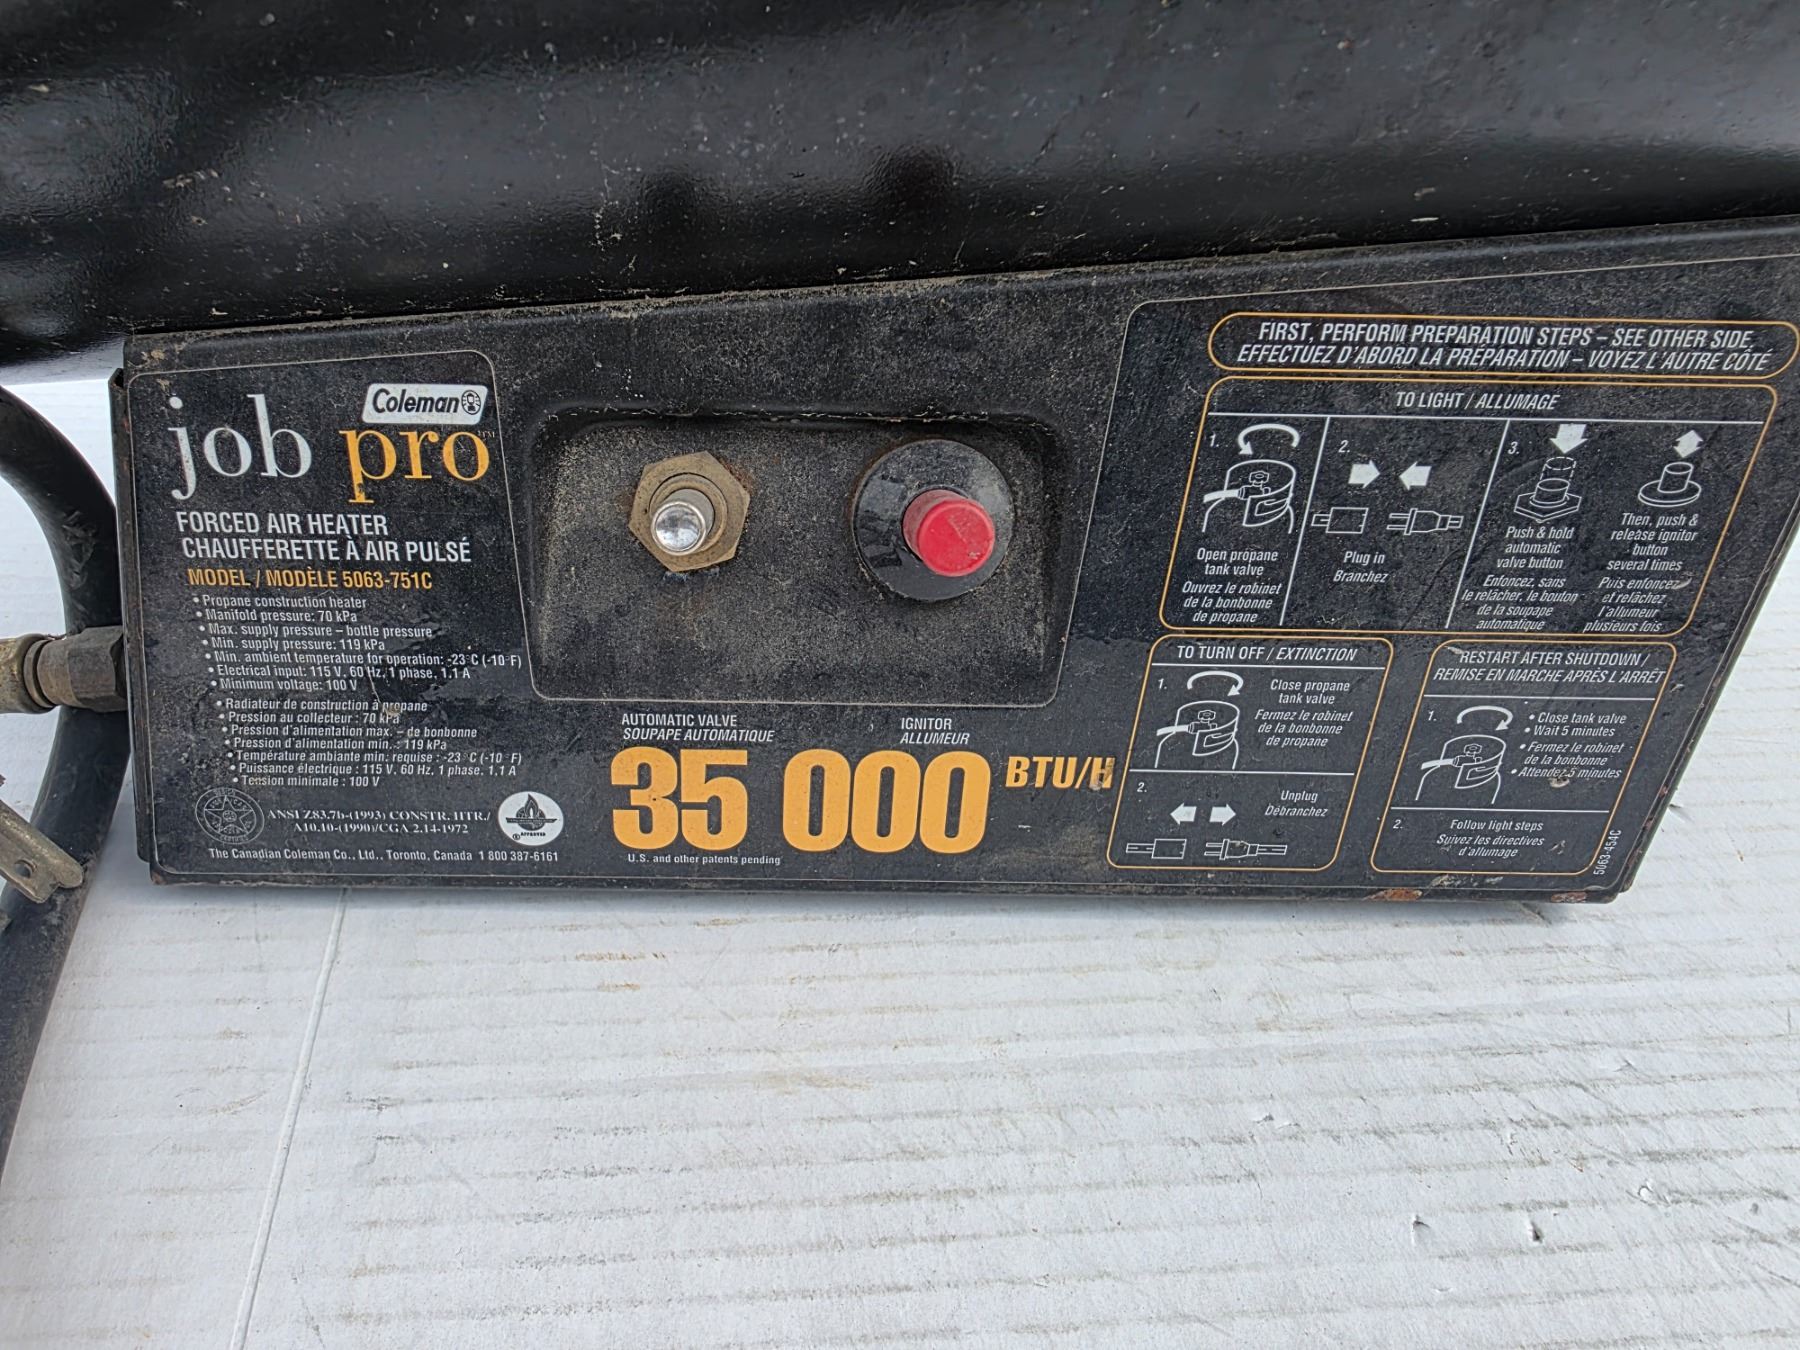 Coleman
job pro™
FORCED AIR HEATER
CHAUFFERETTE À AIR PULSÉ
MODEL / MODÈLE 5063-751C
• Propane construction heater
• Manifold pressure: 70 kPa
• Max. supply pressure – bottle pressure
• Min. supply pressure: 119 kPa
• Min. ambient temperature for operation: -23°C (-10°F)
• Electrical input: 115 V, 60 Hz, 1 phase, 1.1 A
• Minimum voltage: 100 V
• Radiateur de construction à propane
• Pression au collecteur : 70 kPa
• Pression d'alimentation max. – de bonbonne
• Pression d'alimentation min. : 119 kPa
• Température ambiante min. requise : -23°C (-10°F)
• Puissance électrique : 115 V, 60 Hz, 1 phase, 1.1 A
• Tension minimale : 100 V
ANSI Z83.7b-(1993) CONSTR. HTR./
A10.10-(1990)/CGA 2.14-1972
APPROVED
The Canadian Coleman Co., Ltd., Toronto, Canada 1 800 387-6161
AUTOMATIC VALVE
SOUPAPE AUTOMATIQUE
IGNITOR
ALLUMEUR
35 000 BTU/H
U.S. and other patents pending
FIRST, PERFORM PREPARATION STEPS – SEE OTHER SIDE,
EFFECTUEZ D'ABORD LA PRÉPARATION – VOYEZ L'AUTRE CÔTÉ
TO LIGHT / ALLUMAGE
1.
Open propane
tank valve
Ouvrez le robinet
de la bonbonne
de propane
2.
Plug in
Branchez
3.
Push & hold
automatic
valve button
Enfoncez, sans
le relâcher, le bouton
de la soupape
automatique
Then, push &
release ignitor
button
several times
Puis enfoncez
et relâchez
l'allumeur
plusieurs fois
TO TURN OFF / EXTINCTION
1.
Close propane
tank valve
Fermez le robinet
de la bonbonne
de propane
2.
Unplug
Débranchez
RESTART AFTER SHUTDOWN /
REMISE EN MARCHE APRÈS L'ARRÊT
1.
• Close tank valve
• Wait 5 minutes
• Fermez le robinet
de la bonbonne
• Attendez 5 minutes
2.
Follow light steps
Suivez les directives
d'allumage
5063-454C